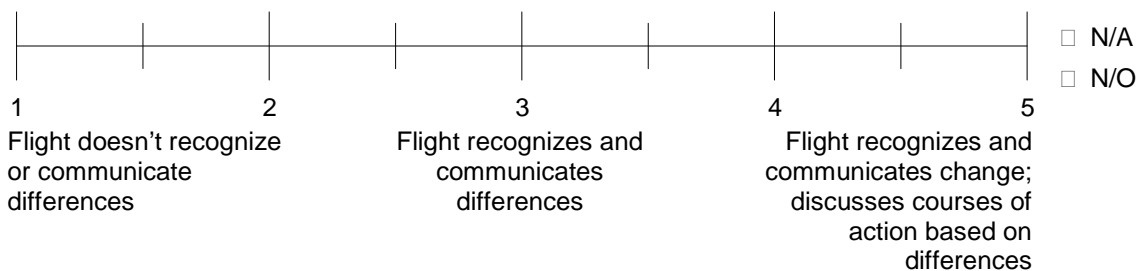 □ N/A
□ N/O
1 2 3 4 5
Flight doesn’t recognize
or communicate
differences
Flight recognizes and
communicates
differences
Flight recognizes and
communicates change;
discusses courses of
action based on
differences